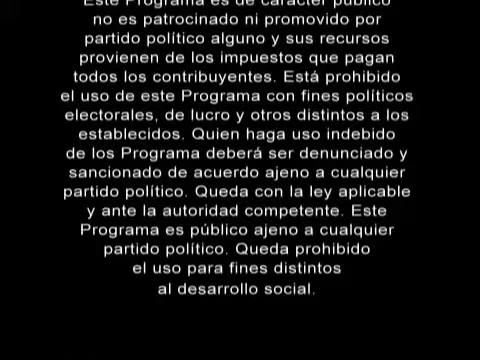 Este Programa es de carácter público
no es patrocinado ni promovido por
partido político alguno y sus recursos
provienen de los impuestos que pagan
todos los contribuyentes. Está prohibido
el uso de este Programa con fines políticos
electorales, de lucro y otros distintos a los
establecidos. Quien haga uso indebido
de los Programa deberá ser denunciado y
sancionado de acuerdo ajeno a cualquier
partido político. Queda con la ley aplicable
y ante la autoridad competente. Este
Programa es público ajeno a cualquier
partido político. Queda prohibido
el uso para fines distintos
al desarrollo social.